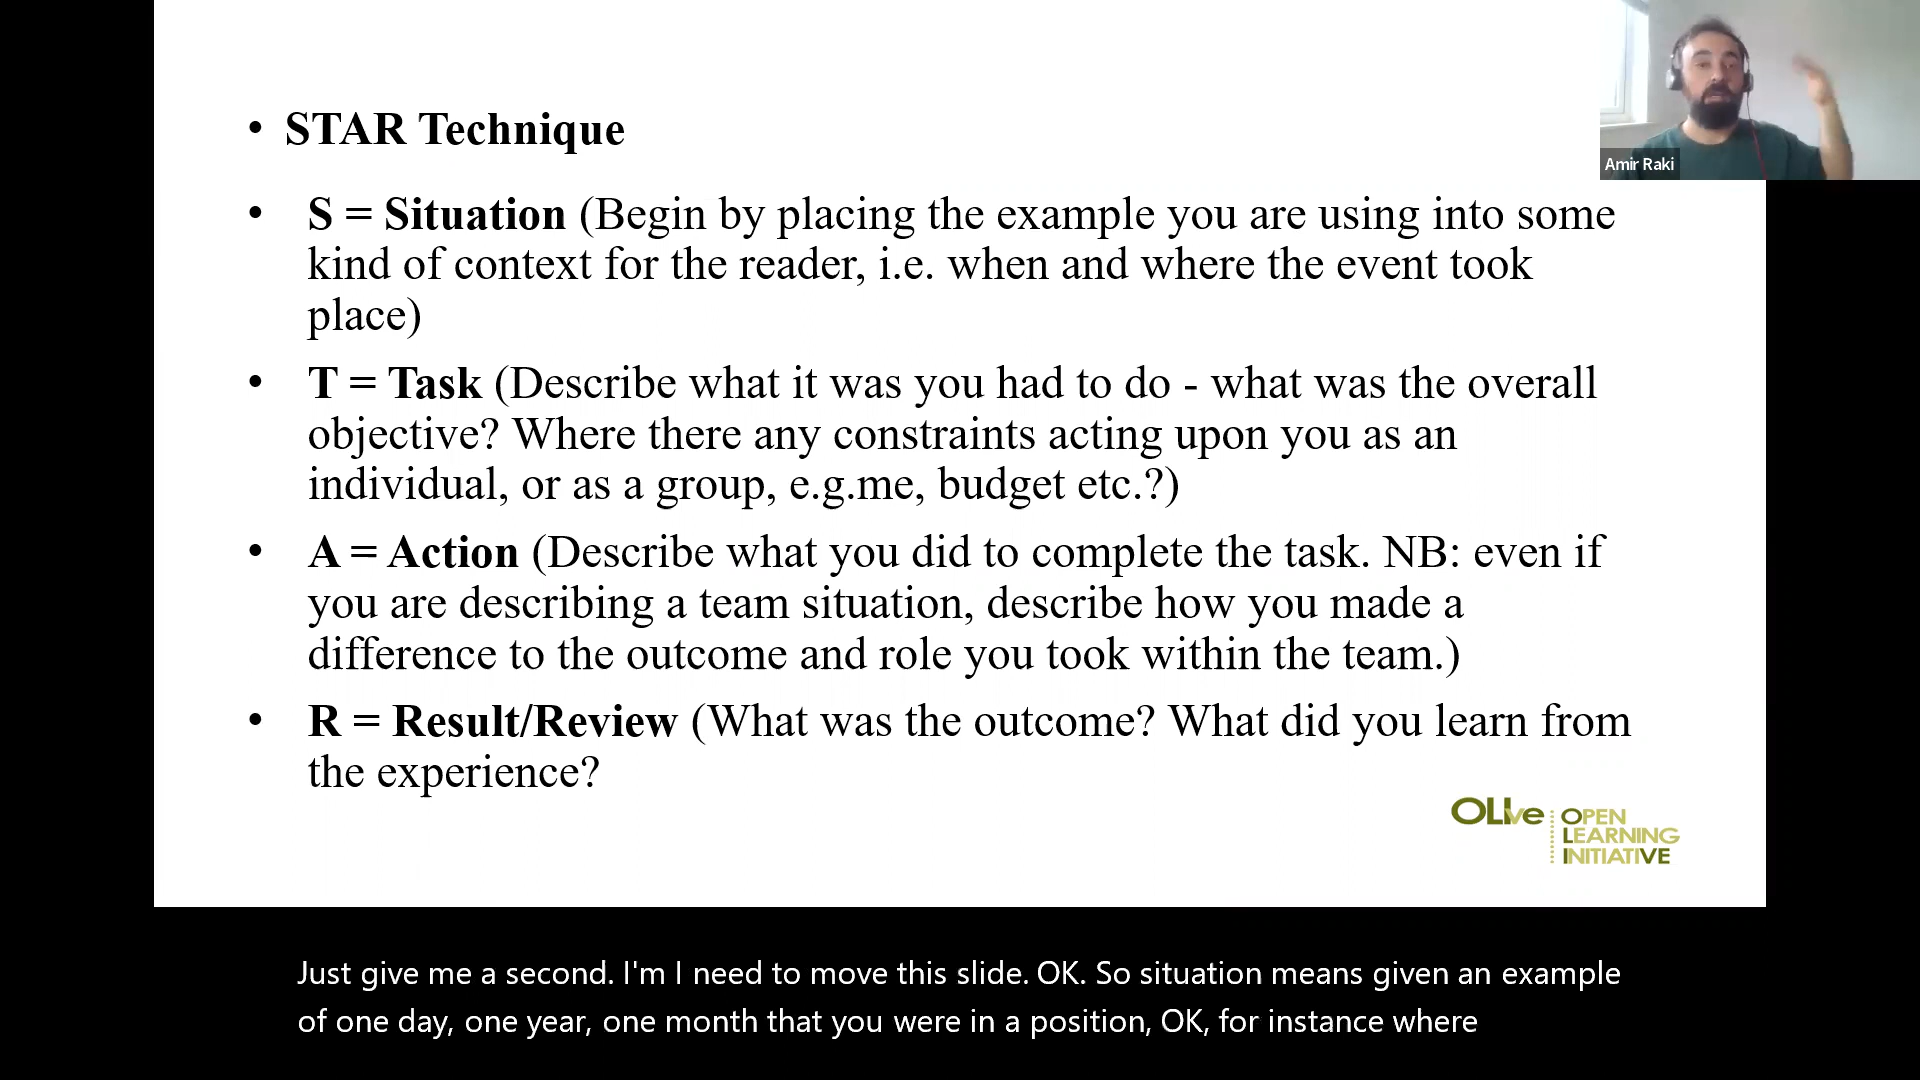 • STAR Technique
Amir Raki
• S = Situation (Begin by placing the example you are using into some
kind of context for the reader, i.e. when and where the event took
place)
• T = Task (Describe what it was you had to do - what was the overall
objective? Where there any constraints acting upon you as an
individual, or as a group, e.g.me, budget etc.?)
• A = Action (Describe what you did to complete the task. NB: even if
you are describing a team situation, describe how you made a
difference to the outcome and role you took within the team.)
• R = Result/Review (What was the outcome? What did you learn from
the experience?
OLIve
OPEN
LEARNING
INITIATIVE
Just give me a second. I'm I need to move this slide. OK. So situation means given an example
of one day, one year, one month that you were in a position, OK, for instance where